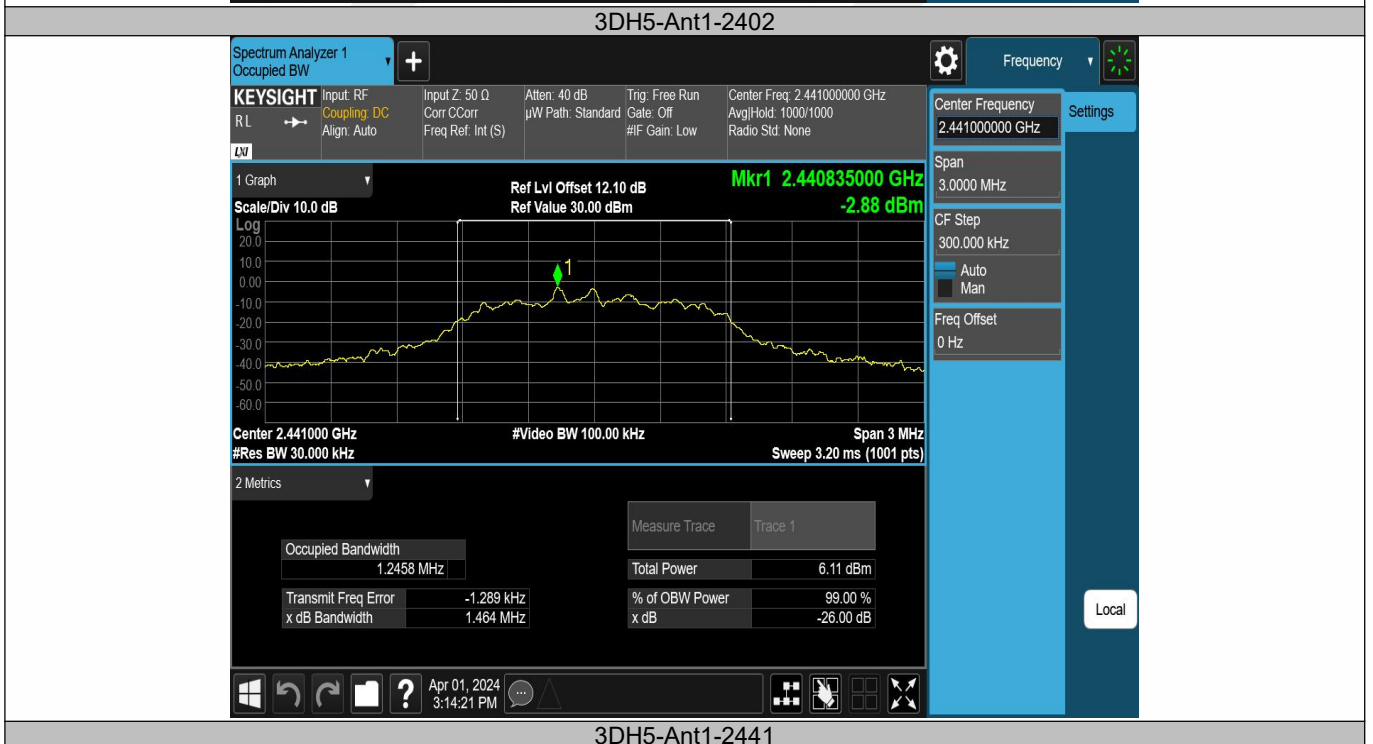 3DH5-Ant1-2402
Spectrum Analyzer 1
Occupied BW
Frequency
KEYSIGHT
R L
LXI
Input: RF
Coupling: DC
Align: Auto
Input Z: 50 Ω
Corr CCorr
Freq Ref: Int (S)
Atten: 40 dB
µW Path: Standard
Trig: Free Run
Gate: Off
#IF Gain: Low
Center Freq: 2.441000000 GHz
Avg|Hold: 1000/1000
Radio Std: None
Center Frequency
2.441000000 GHz
Settings
Span
3.0000 MHz
CF Step
300.000 kHz
Auto
Man
Freq Offset
0 Hz
1 Graph
Scale/Div 10.0 dB
Ref Lvl Offset 12.10 dB
Ref Value 30.00 dBm
Mkr1 2.440835000 GHz
-2.88 dBm
Log
20.0
10.0
0.00
-10.0
-20.0
-30.0
-40.0
-50.0
-60.0
1
Center 2.441000 GHz
#Res BW 30.000 kHz
#Video BW 100.00 kHz
Span 3 MHz
Sweep 3.20 ms (1001 pts)
2 Metrics
Measure Trace Trace 1
Occupied Bandwidth
1.2458 MHz
Total Power 6.11 dBm
Transmit Freq Error -1.289 kHz
% of OBW Power 99.00 %
x dB Bandwidth 1.464 MHz
x dB -26.00 dB
Local
?
Apr 01, 2024
3:14:21 PM
3DH5-Ant1-2441